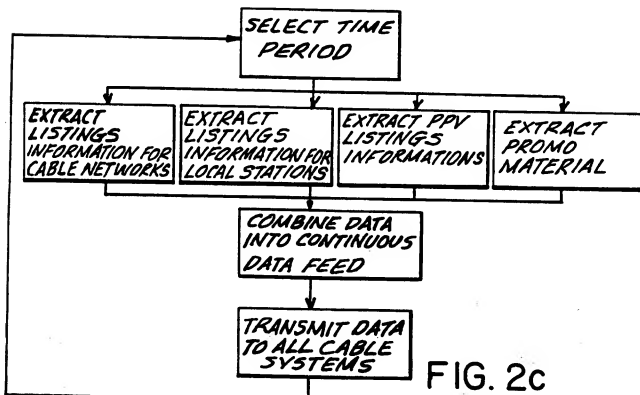 SELECT TIME
PERIOD
EXTRACT
LISTINGS
INFORMATION FOR
CABLE NETWORKS
EXTRACT
LISTINGS
INFORMATION FOR
LOCAL STATIONS
EXTRACT PPV
LISTINGS
INFORMATIONS
EXTRACT
PROMO
MATERIAL
COMBINE DATA
INTO CONTINUOUS
DATA FEED
TRANSMIT DATA
TO ALL CABLE
SYSTEMS
FIG. 2c